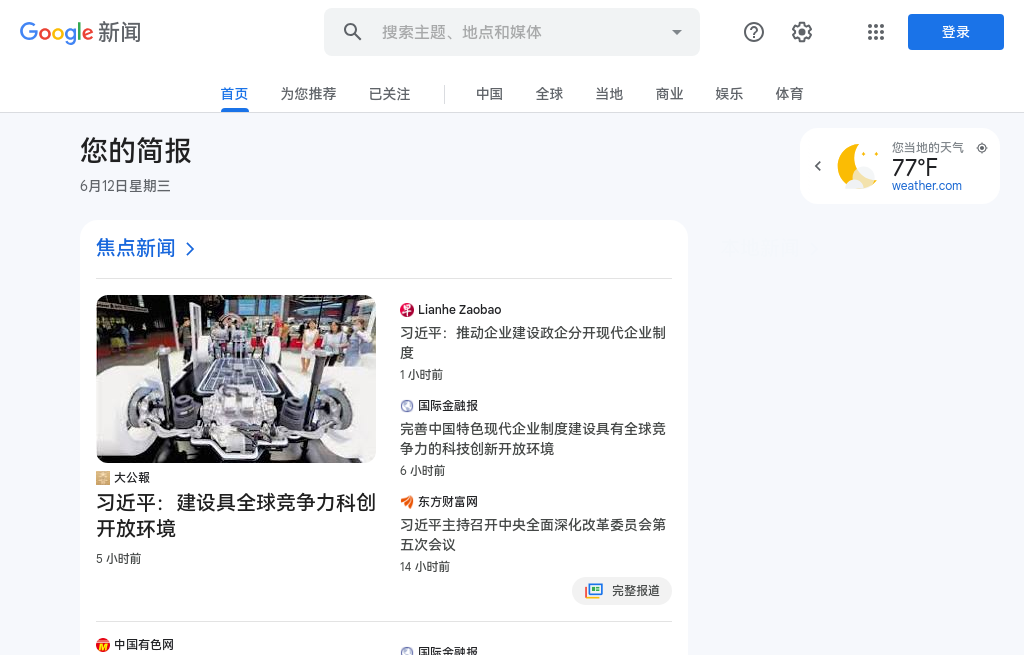 Google 新闻
搜索主题、地点和媒体
登录
首页
为您推荐
已关注
中国
全球
当地
商业
娱乐
体育
您的简报
6月12日星期三
您当地的天气
77°F
weather.com
焦点新闻
大公報
习近平：建设具全球竞争力科创
开放环境
5 小时前
Lianhe Zaobao
习近平：推动企业建设政企分开现代企业制
度
1 小时前
国际金融报
完善中国特色现代企业制度建设具有全球竞
争力的科技创新开放环境
6 小时前
东方财富网
习近平主持召开中央全面深化改革委员会第
五次会议
14 小时前
完整报道
中国有色网
国际金融报